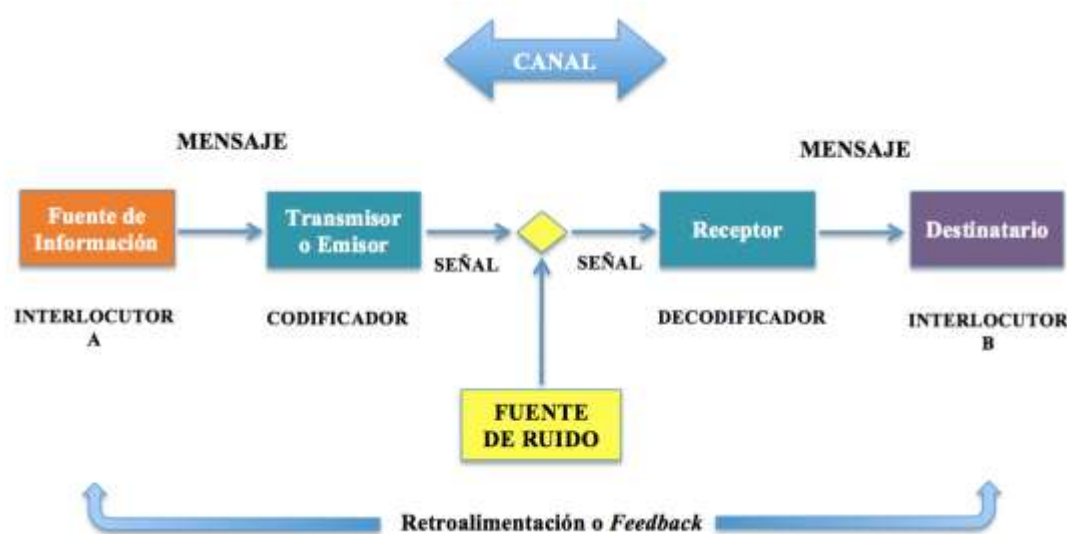 CANAL
MENSAJE
MENSAJE
Fuente de
Información
Transmisor
o Emisor
SEÑAL
SEÑAL
Receptor
Destinatario
INTERLOCUTOR
A
CODIFICADOR
DECODIFICADOR
INTERLOCUTOR
B
FUENTE
DE RUIDO
Retroalimentación o Feedback